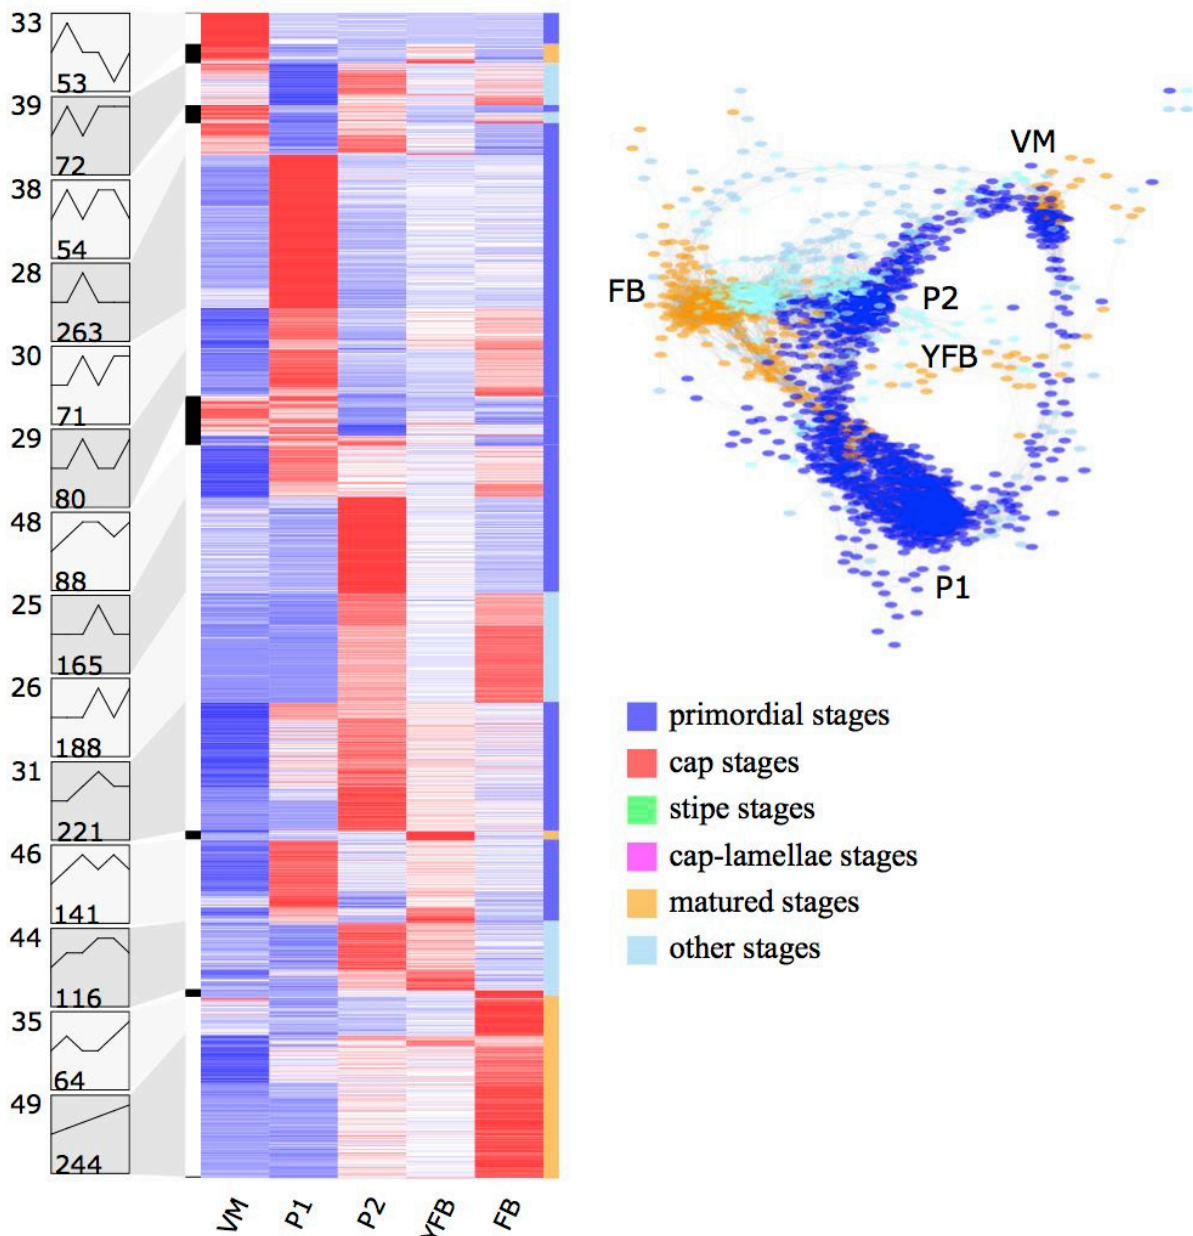 33
53
39
72
38
54
28
263
30
71
29
80
48
88
25
165
26
188
31
221
46
141
44
116
35
64
49
244
VM
P1
P2
YFB
FB
VM
FB
P2
YFB
P1
primordial stages
cap stages
stipe stages
cap-lamellae stages
matured stages
other stages